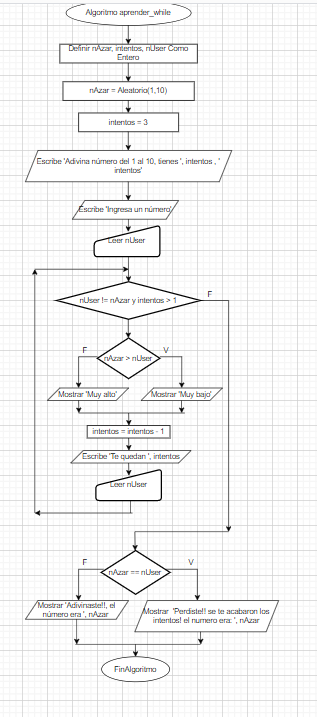 Algoritmo aprender_while
Definir nAzar, intentos, nUser Como
Entero
nAzar = Aleatorio(1,10)
intentos = 3
Escribe 'Adivina número del 1 al 10, tienes ', intentos , '
intentos'
Escribe 'Ingresa un número'
Leer nUser
nUser != nAzar y intentos > 1
F
nAzar > nUser
F
V
Mostrar 'Muy alto'
Mostrar 'Muy bajo'
intentos = intentos - 1
Escribe 'Te quedan ', intentos
Leer nUser
nAzar == nUser
F
V
Mostrar 'Adivinaste!!, el
número era ', nAzar
Mostrar 'Perdiste!! se te acabaron los
intentos! el numero era: ', nAzar
FinAlgoritmo